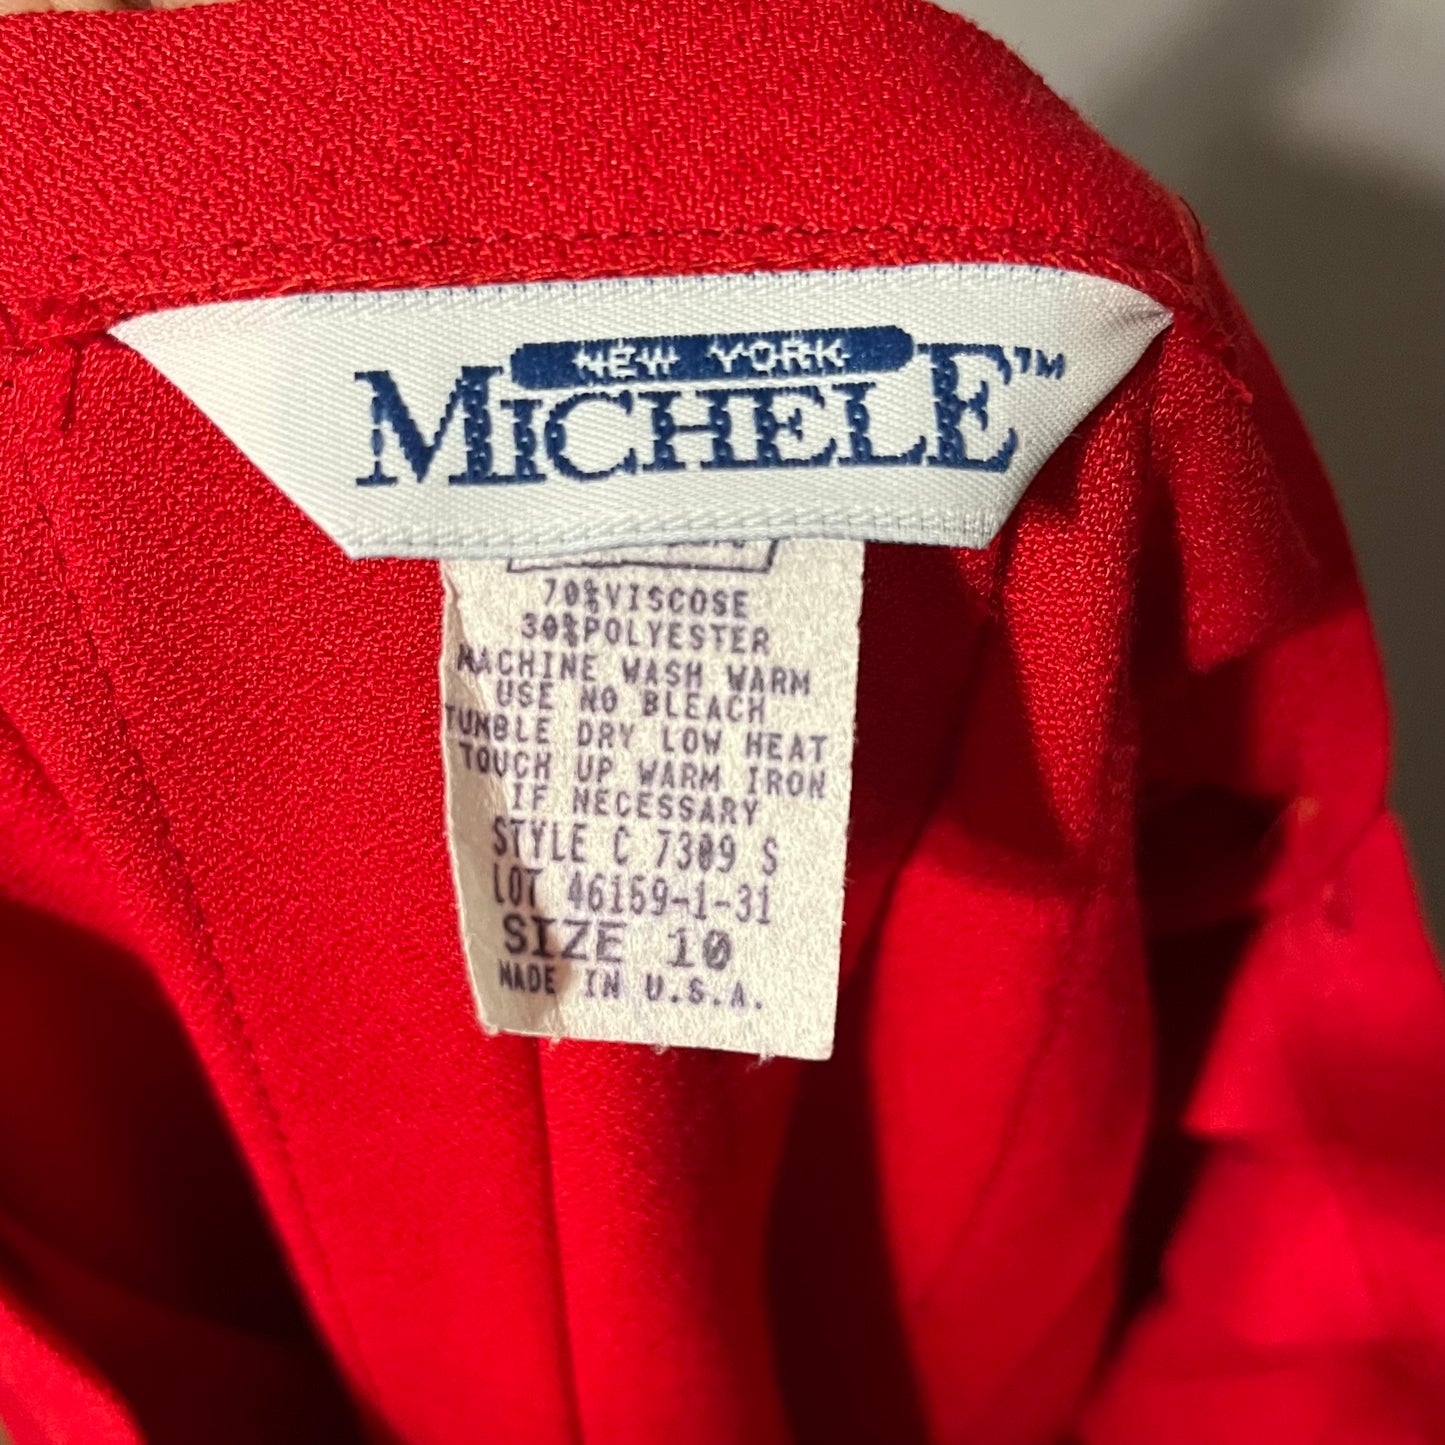 NEW YORK
MICHELE™
70%VISCOSE
30%POLYESTER
MACHINE WASH WARM
USE NO BLEACH
TUMBLE DRY LOW HEAT
TOUCH UP WARM IRON
IF NECESSARY
STYLE C 7309 S
LOT 46159-1-31
SIZE 10
MADE IN U.S.A.